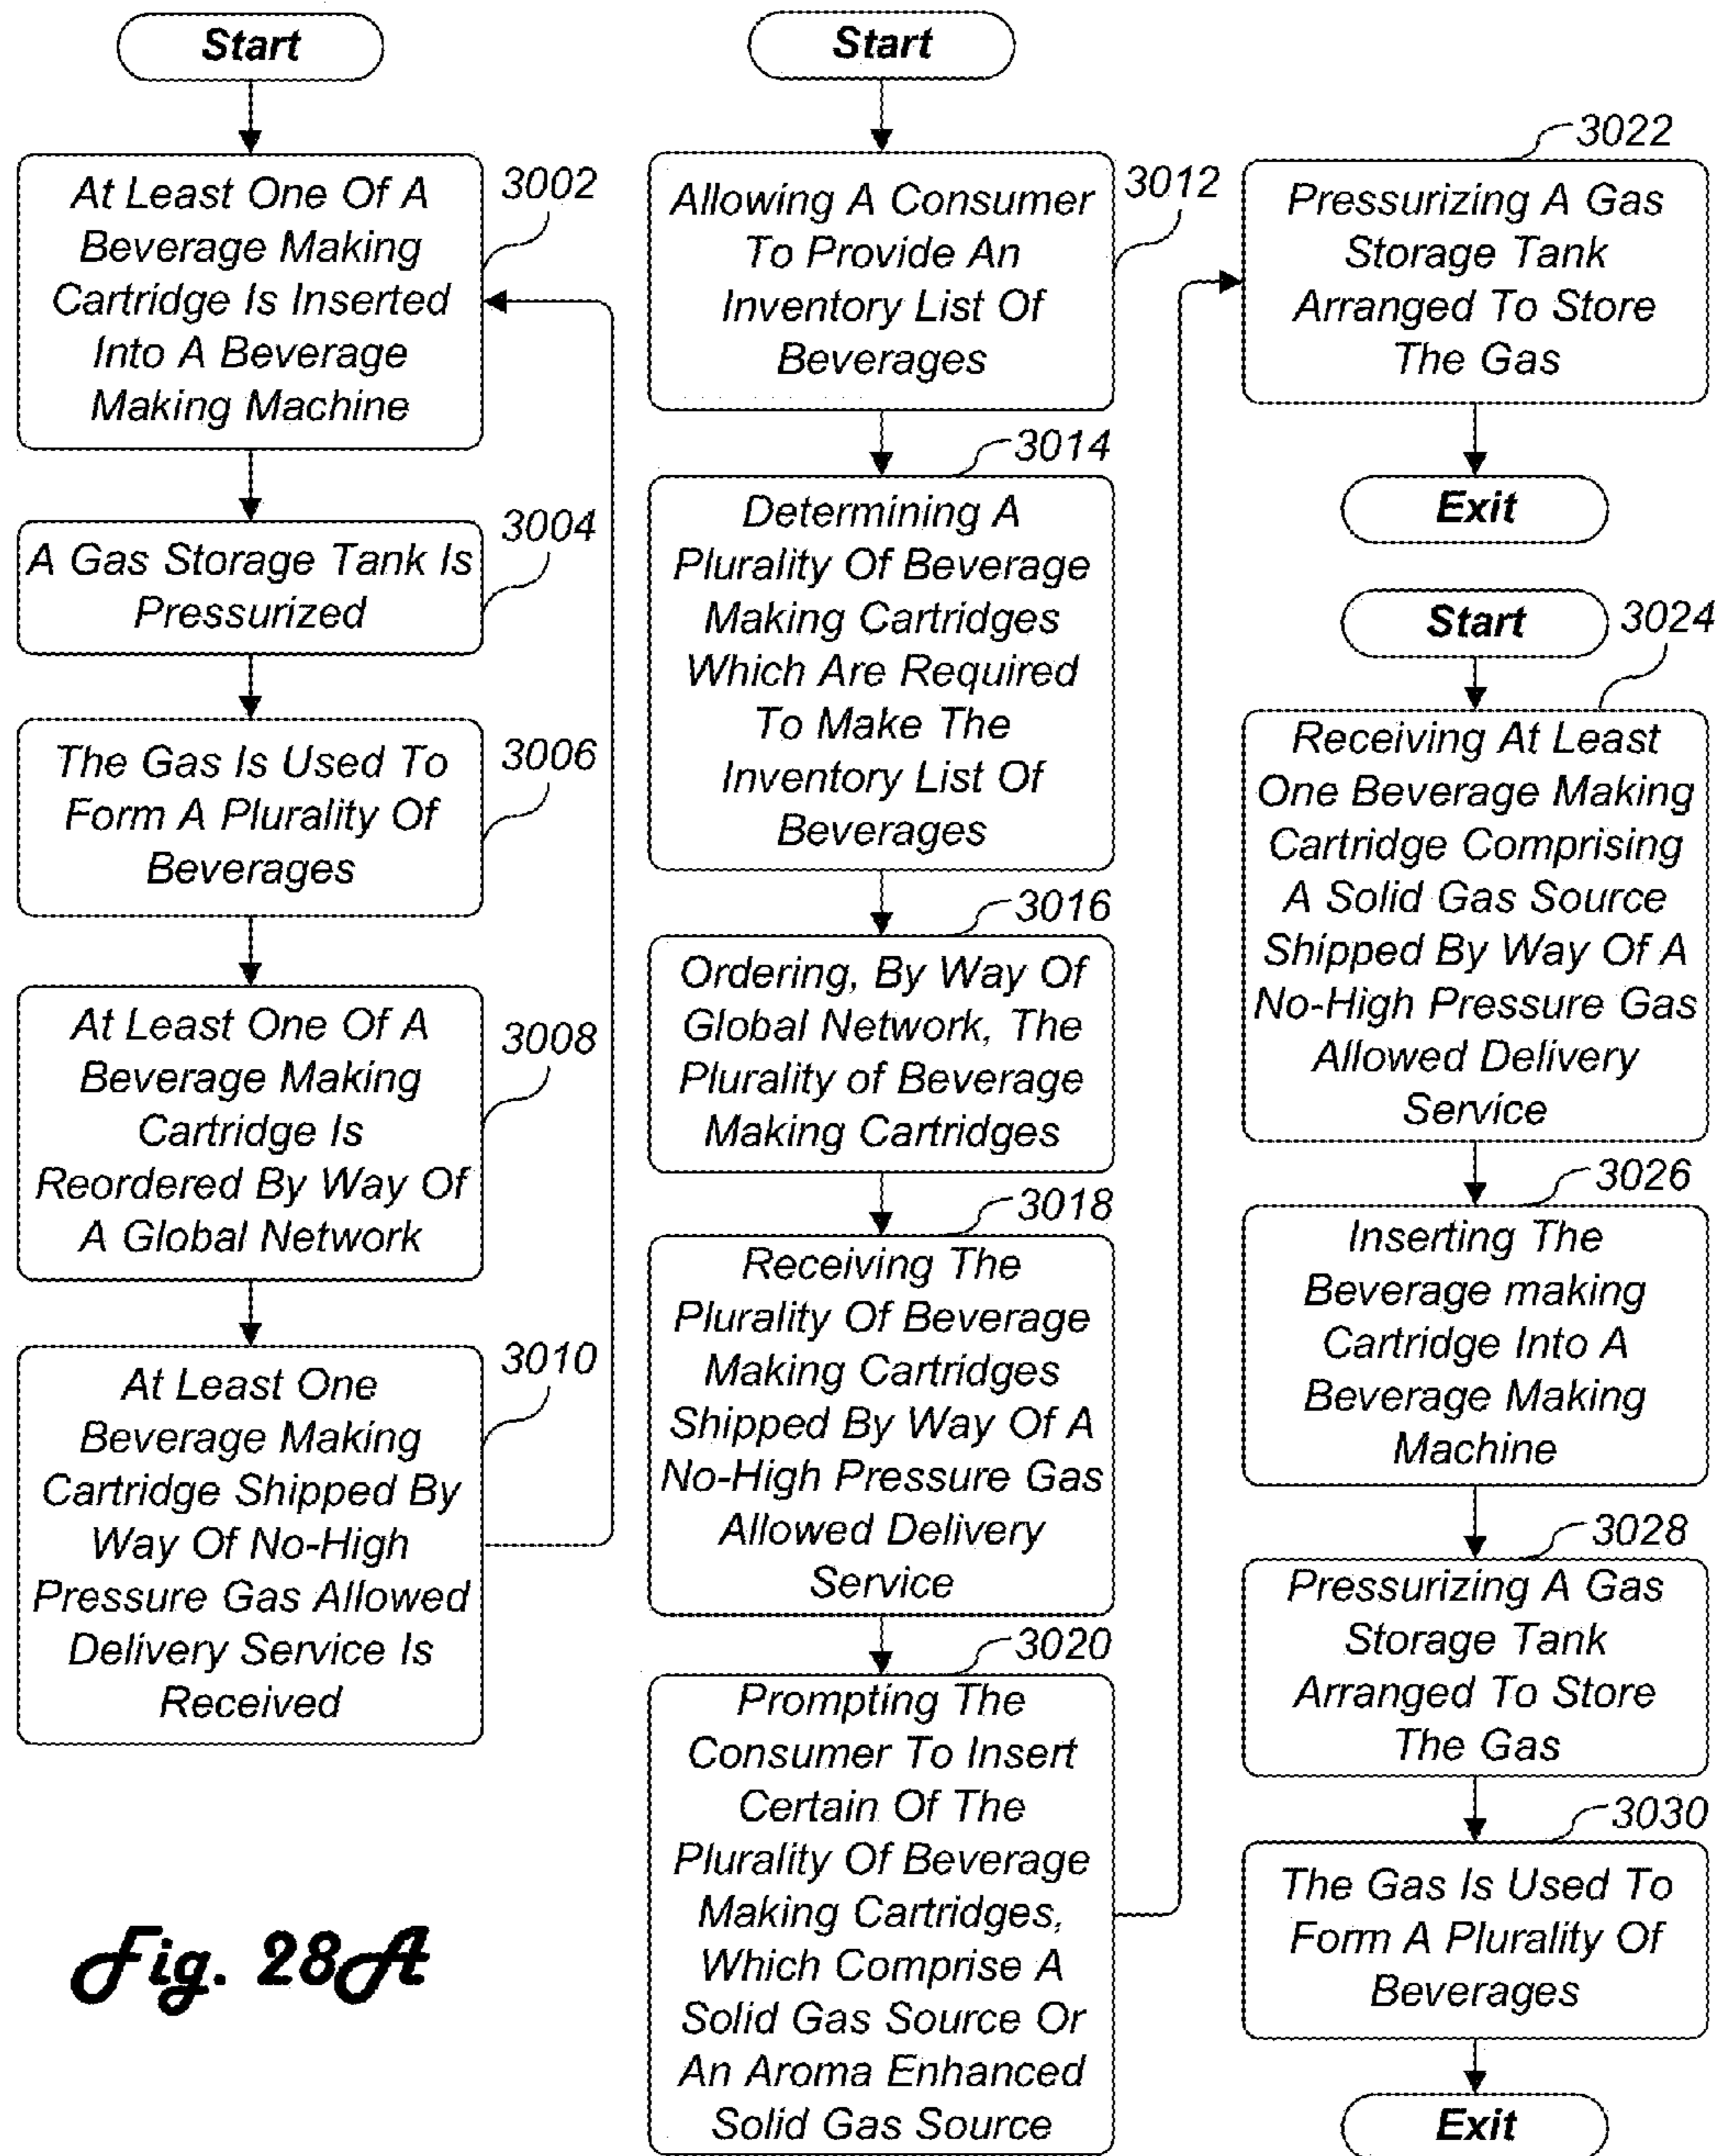 Start
At Least One Of A
Beverage Making
Cartridge Is Inserted
Into A Beverage
Making Machine
3002
A Gas Storage Tank Is
Pressurized
3004
The Gas Is Used To
Form A Plurality Of
Beverages
3006
At Least One Of A
Beverage Making
Cartridge Is
Reordered By Way Of
A Global Network
3008
At Least One
Beverage Making
Cartridge Shipped By
Way Of No-High
Pressure Gas Allowed
Delivery Service Is
Received
3010
Start
Allowing A Consumer
To Provide An
Inventory List Of
Beverages
3012
3014
Determining A
Plurality Of Beverage
Making Cartridges
Which Are Required
To Make The
Inventory List Of
Beverages
3016
Ordering, By Way Of
Global Network, The
Plurality of Beverage
Making Cartridges
3018
Receiving The
Plurality Of Beverage
Making Cartridges
Shipped By Way Of A
No-High Pressure Gas
Allowed Delivery
Service
3020
Prompting The
Consumer To Insert
Certain Of The
Plurality Of Beverage
Making Cartridges,
Which Comprise A
Solid Gas Source Or
An Aroma Enhanced
Solid Gas Source
3022
Pressurizing A Gas
Storage Tank
Arranged To Store
The Gas
Exit
Start
3024
Receiving At Least
One Beverage Making
Cartridge Comprising
A Solid Gas Source
Shipped By Way Of A
No-High Pressure Gas
Allowed Delivery
Service
3026
Inserting The
Beverage making
Cartridge Into A
Beverage Making
Machine
3028
Pressurizing A Gas
Storage Tank
Arranged To Store
The Gas
3030
The Gas Is Used To
Form A Plurality Of
Beverages
Exit
Fig. 28A